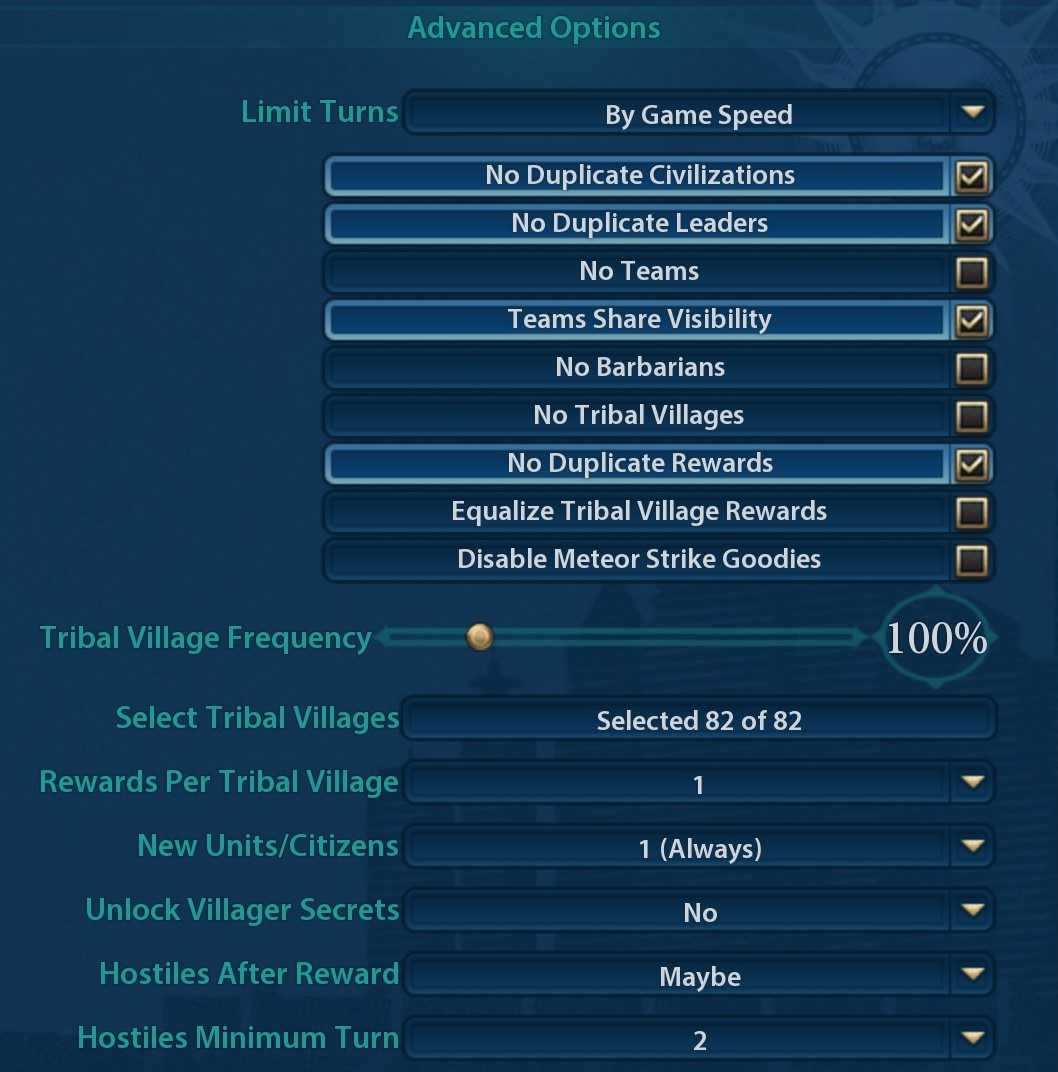 Advanced Options
Limit Turns By Game Speed
No Duplicate Civilizations
No Duplicate Leaders
No Teams
Teams Share Visibility
No Barbarians
No Tribal Villages
No Duplicate Rewards
Equalize Tribal Village Rewards
Disable Meteor Strike Goodies
Tribal Village Frequency 100%
Select Tribal Villages Selected 82 of 82
Rewards Per Tribal Village 1
New Units/Citizens 1 (Always)
Unlock Villager Secrets No
Hostiles After Reward Maybe
Hostiles Minimum Turn 2